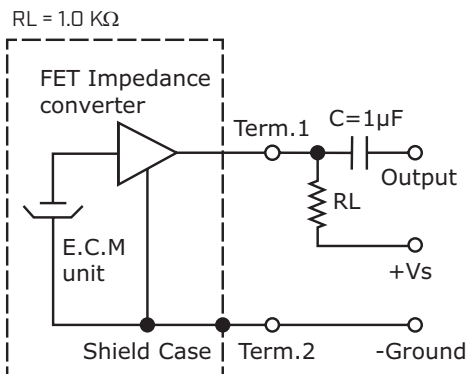 RL = 1.0 KΩ
FET Impedance
converter
Term.1
C=1µF
Output
RL
E.C.M
unit
+Vs
Shield Case
Term.2
-Ground